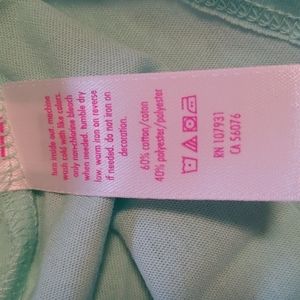 turn inside out. machine
wash cold with like colors.
only non-chlorine bleach
when needed. tumble dry
low. warm iron on reverse
if needed. do not iron on
decoration.
60% cotton/coton
40% polyester/polyester
RN 107931
CA 56076